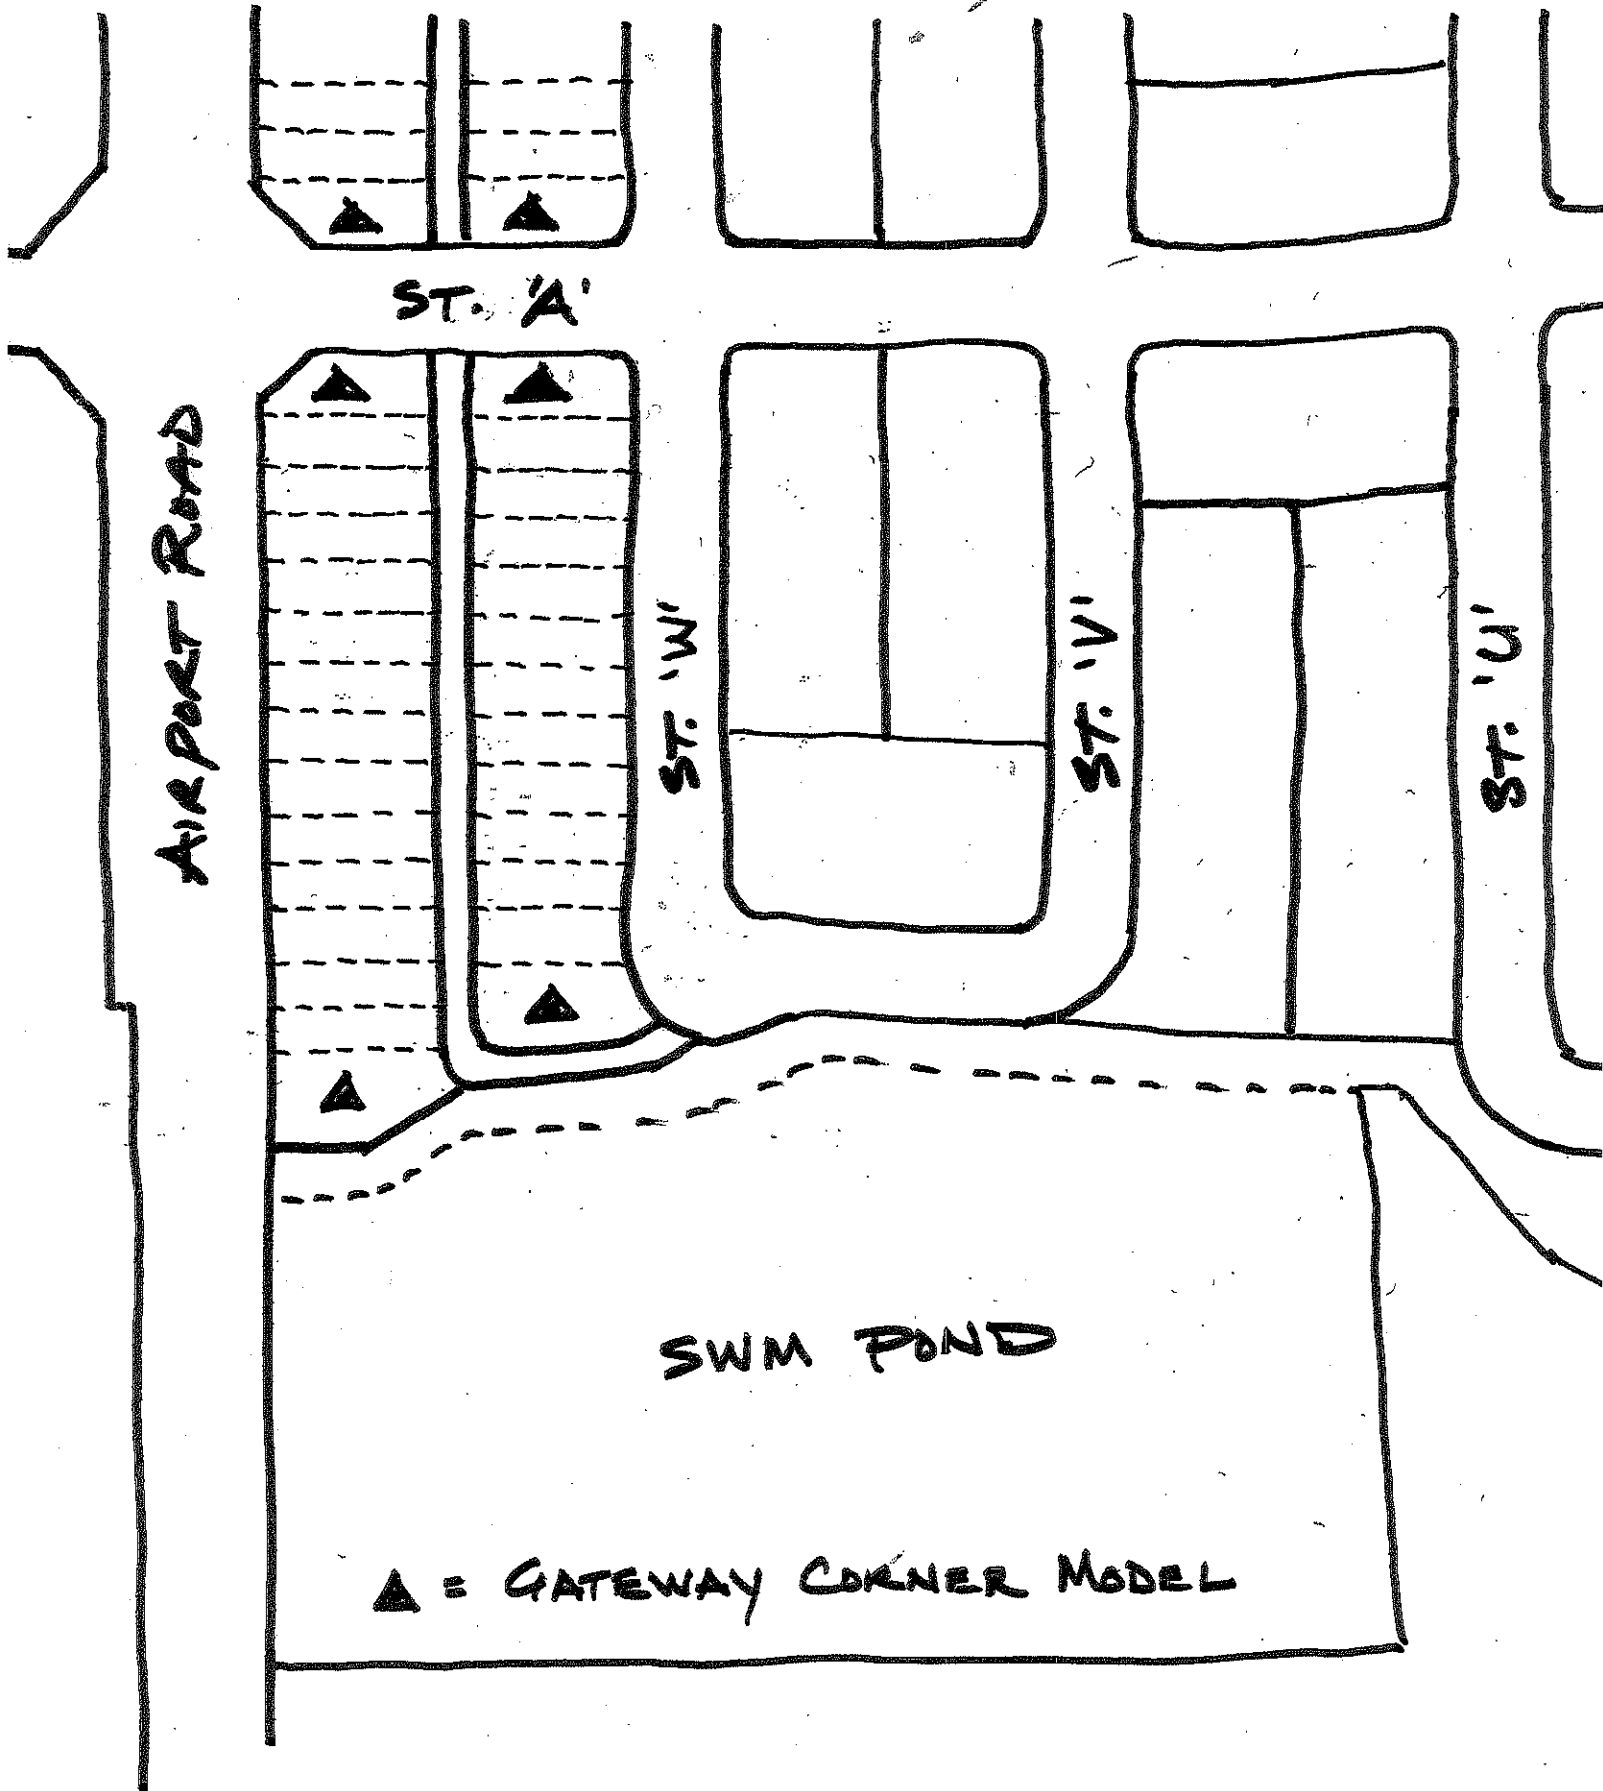 ST. 'A'
AIRPORT ROAD
ST. 'W'
ST. 'V'
ST. 'U'
SWM POND
▲ = GATEWAY CORNER MODEL